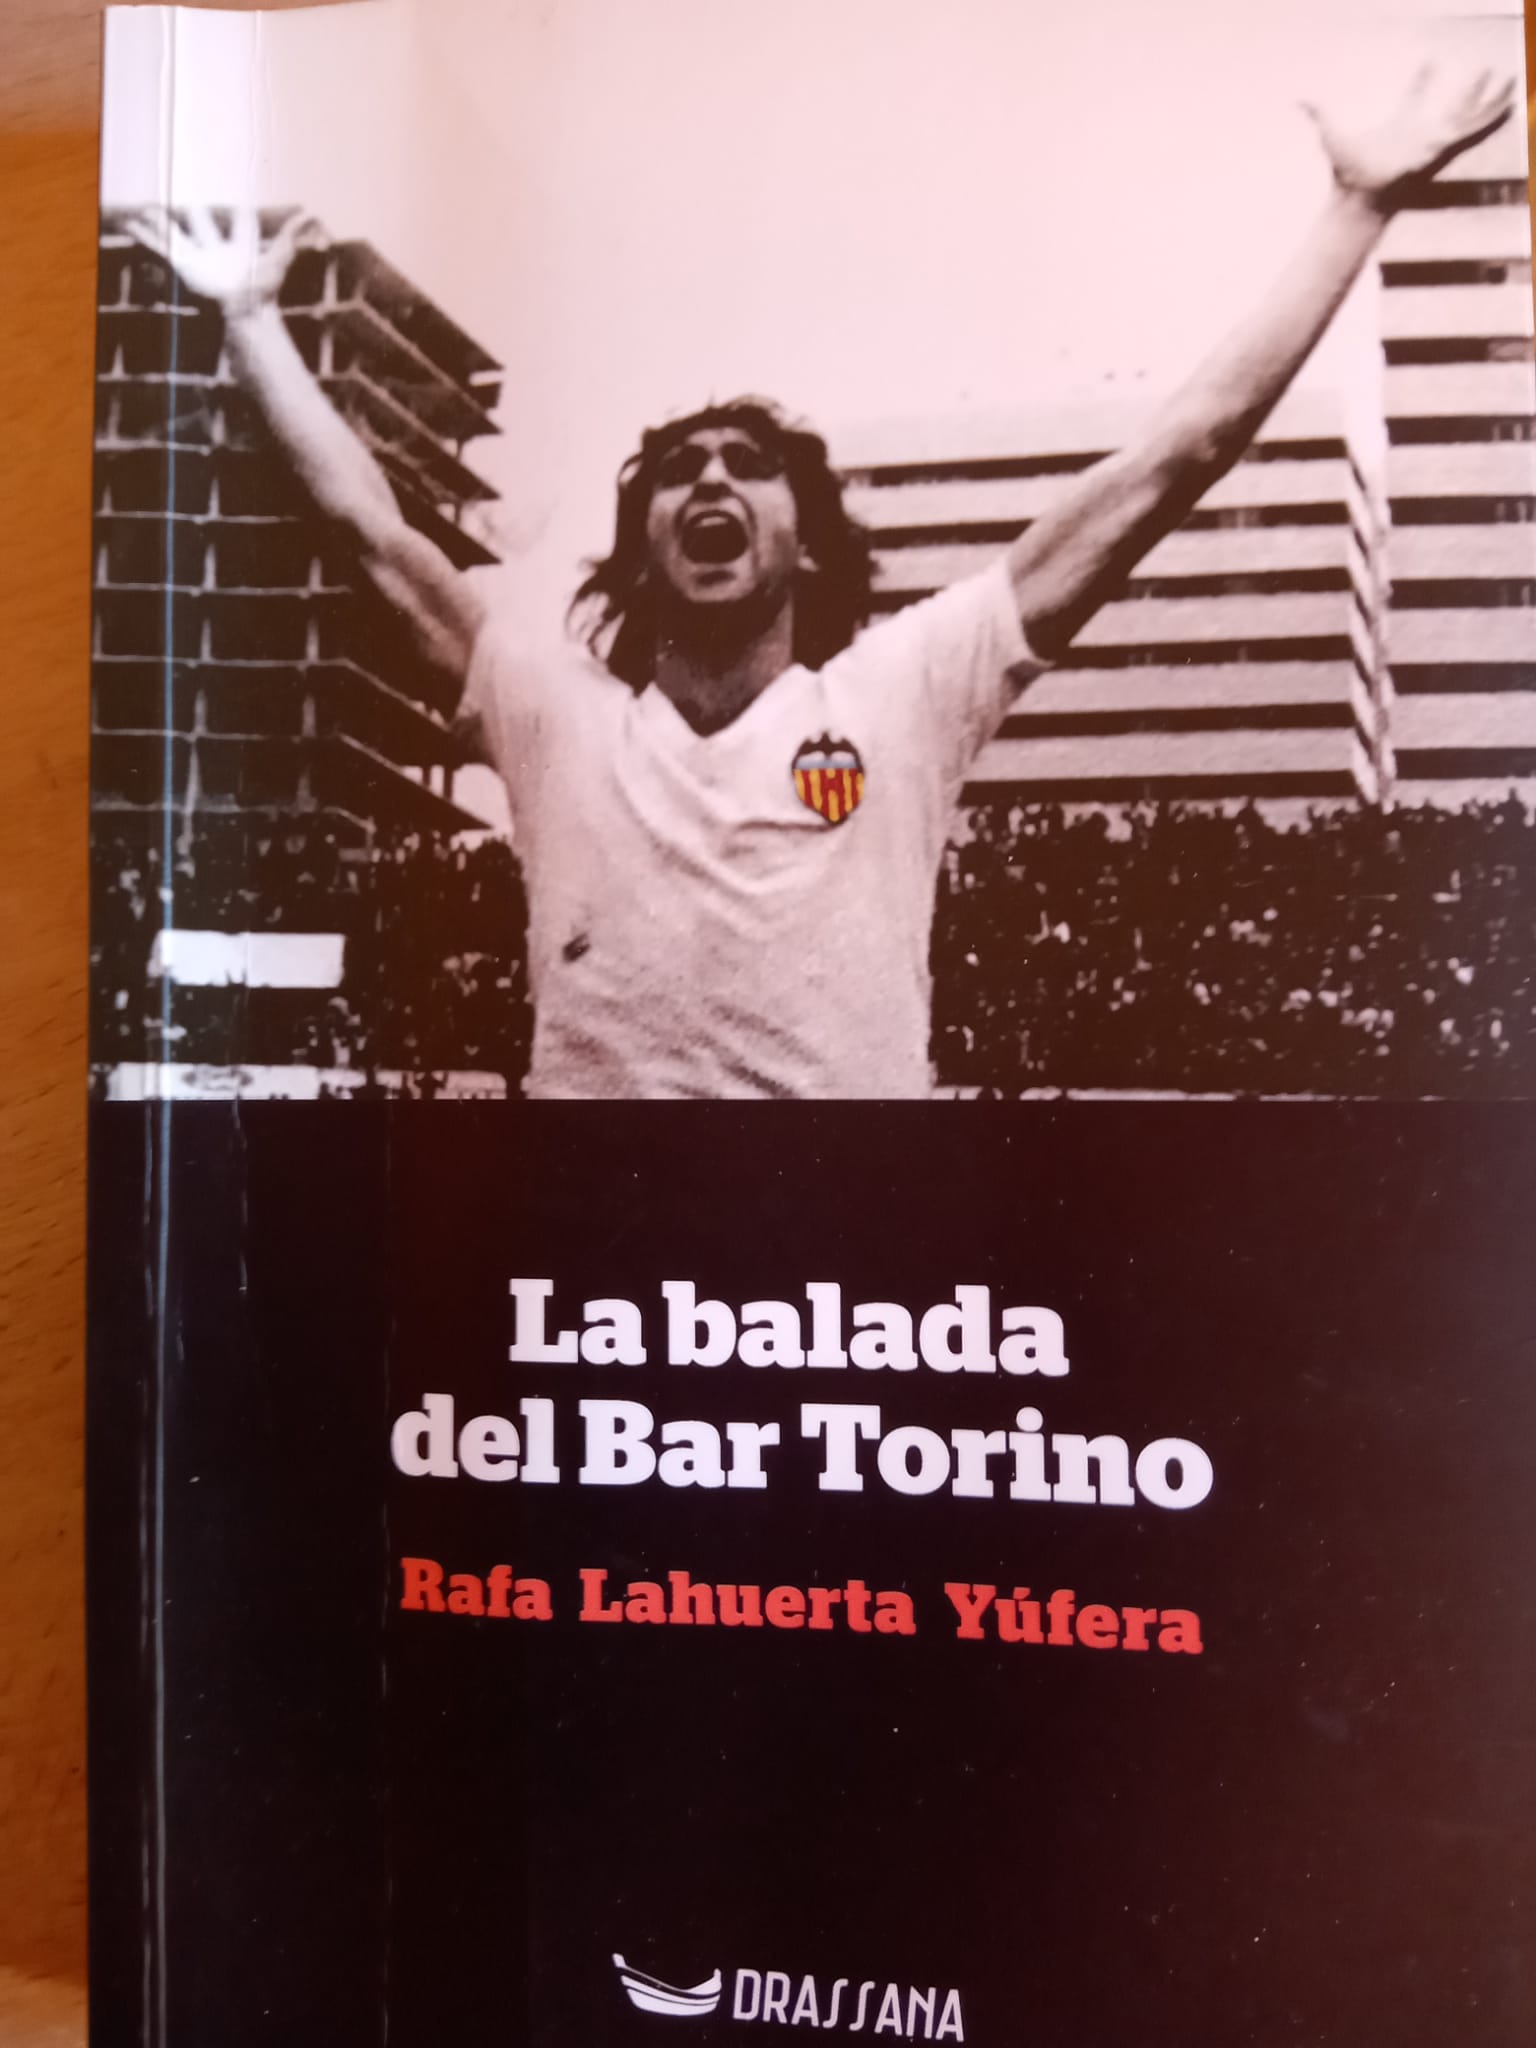 La balada
del Bar Torino
Rafa Lahuerta Yúfera
DRASSANA